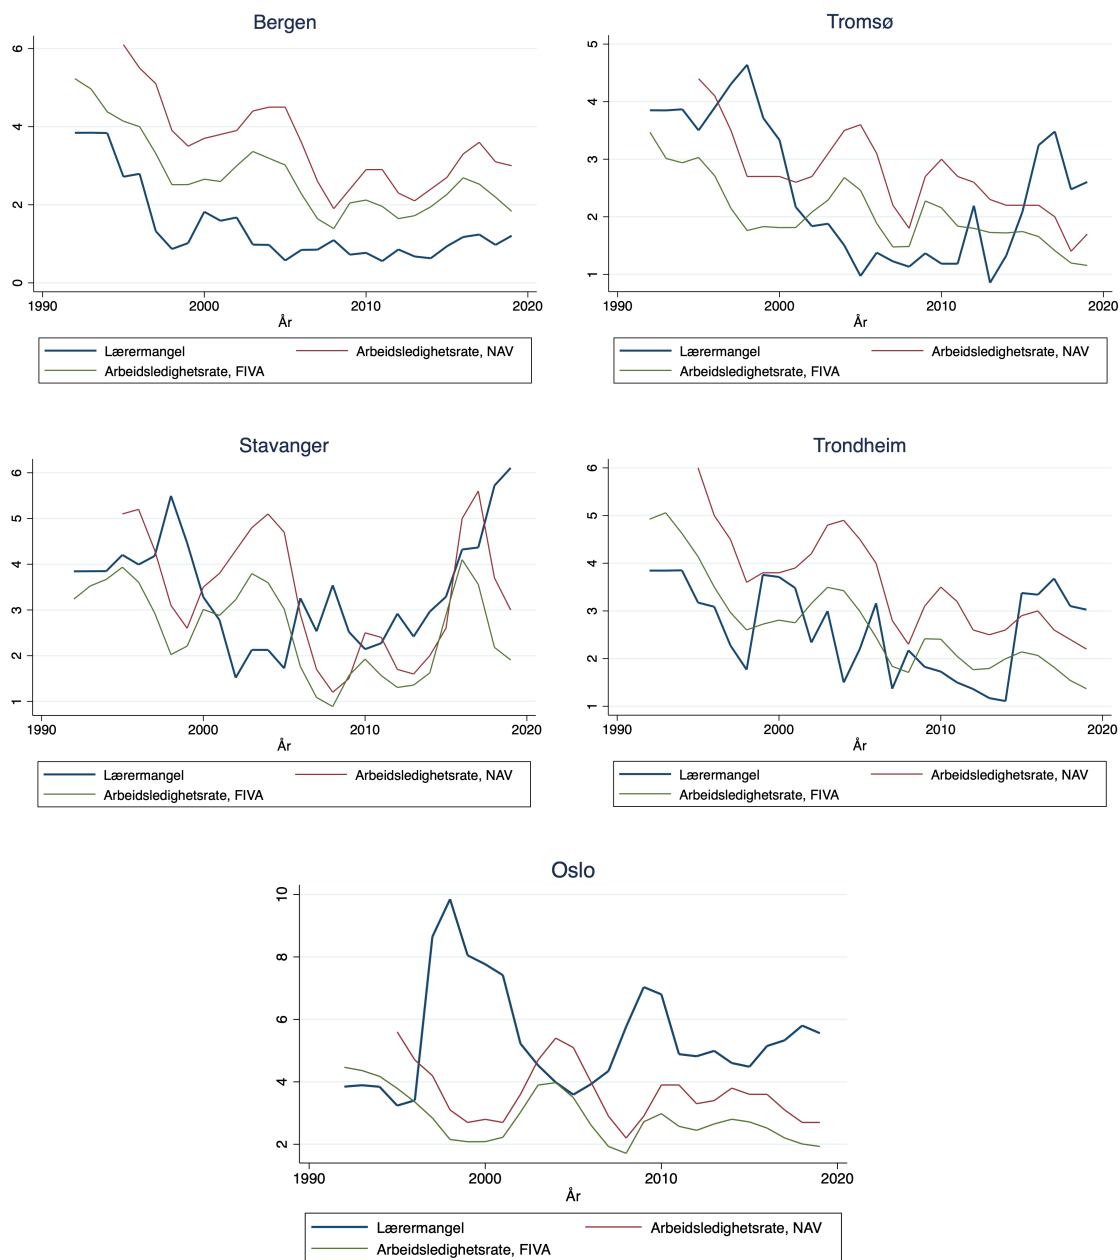 Bergen
6
4
2
0
1990 2000 2010 2020
År
Lærermangel Arbeidsledighetsrate, NAV
Arbeidsledighetsrate, FIVA
Tromsø
5
4
3
2
1
1990 2000 2010 2020
År
Lærermangel Arbeidsledighetsrate, NAV
Arbeidsledighetsrate, FIVA
Stavanger
6
5
4
3
2
1
1990 2000 2010 2020
År
Lærermangel Arbeidsledighetsrate, NAV
Arbeidsledighetsrate, FIVA
Trondheim
6
5
4
3
2
1
1990 2000 2010 2020
År
Lærermangel Arbeidsledighetsrate, NAV
Arbeidsledighetsrate, FIVA
Oslo
10
8
6
4
2
1990 2000 2010 2020
År
Lærermangel Arbeidsledighetsrate, NAV
Arbeidsledighetsrate, FIVA